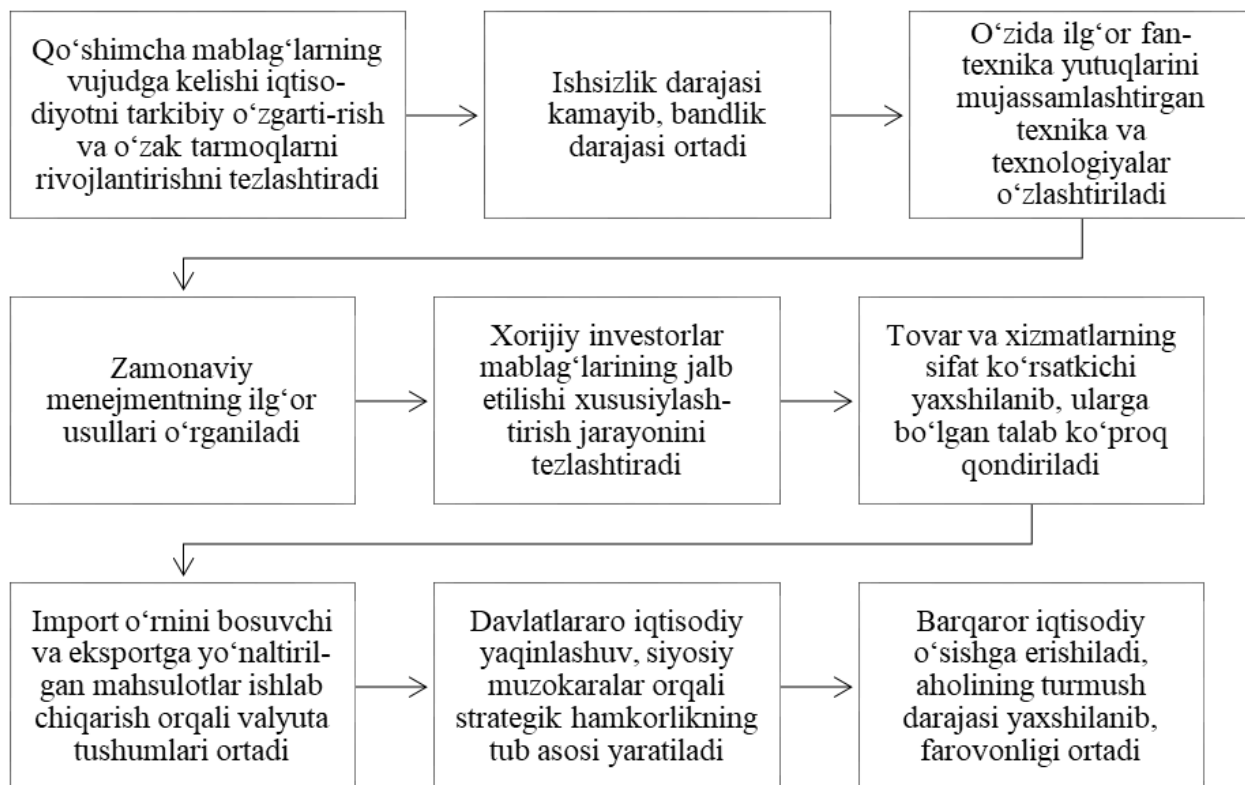 Qo‘shimcha mablag‘larning
vujudga kelishi iqtiso-
diyotni tarkibiy o‘zgarti-rish
va o‘zak tarmoqlarni
rivojlantirishni tezlashtiradi
Ishsizlik darajasi
kamayib, bandlik
darajasi ortadi
O‘zida ilg‘or fan-
texnika yutuqlarini
mujassamlashtirgan
texnika va
texnologiyalar
o‘zlashtiriladi
Zamonaviy
menejmentning ilg‘or
usullari o‘rganiladi
Xorijiy investorlar
mablag‘larining jalb
etilishi xususiylash-
tirish jarayonini
tezlashtiradi
Tovar va xizmatlarning
sifat ko‘rsatkichi
yaxshilanib, ularga
bo‘lgan talab ko‘proq
qondiriladi
Import o‘rnini bosuvchi
va eksportga yo‘naltiril-
gan mahsulotlar ishlab
chiqarish orqali valyuta
tushumlari ortadi
Davlatlararo iqtisodiy
yaqinlashuv, siyosiy
muzokaralar orqali
strategik hamkorlikning
tub asosi yaratiladi
Barqaror iqtisodiy
o‘sishga erishiladi,
aholining turmush
darajasi yaxshilanib,
farovonligi ortadi